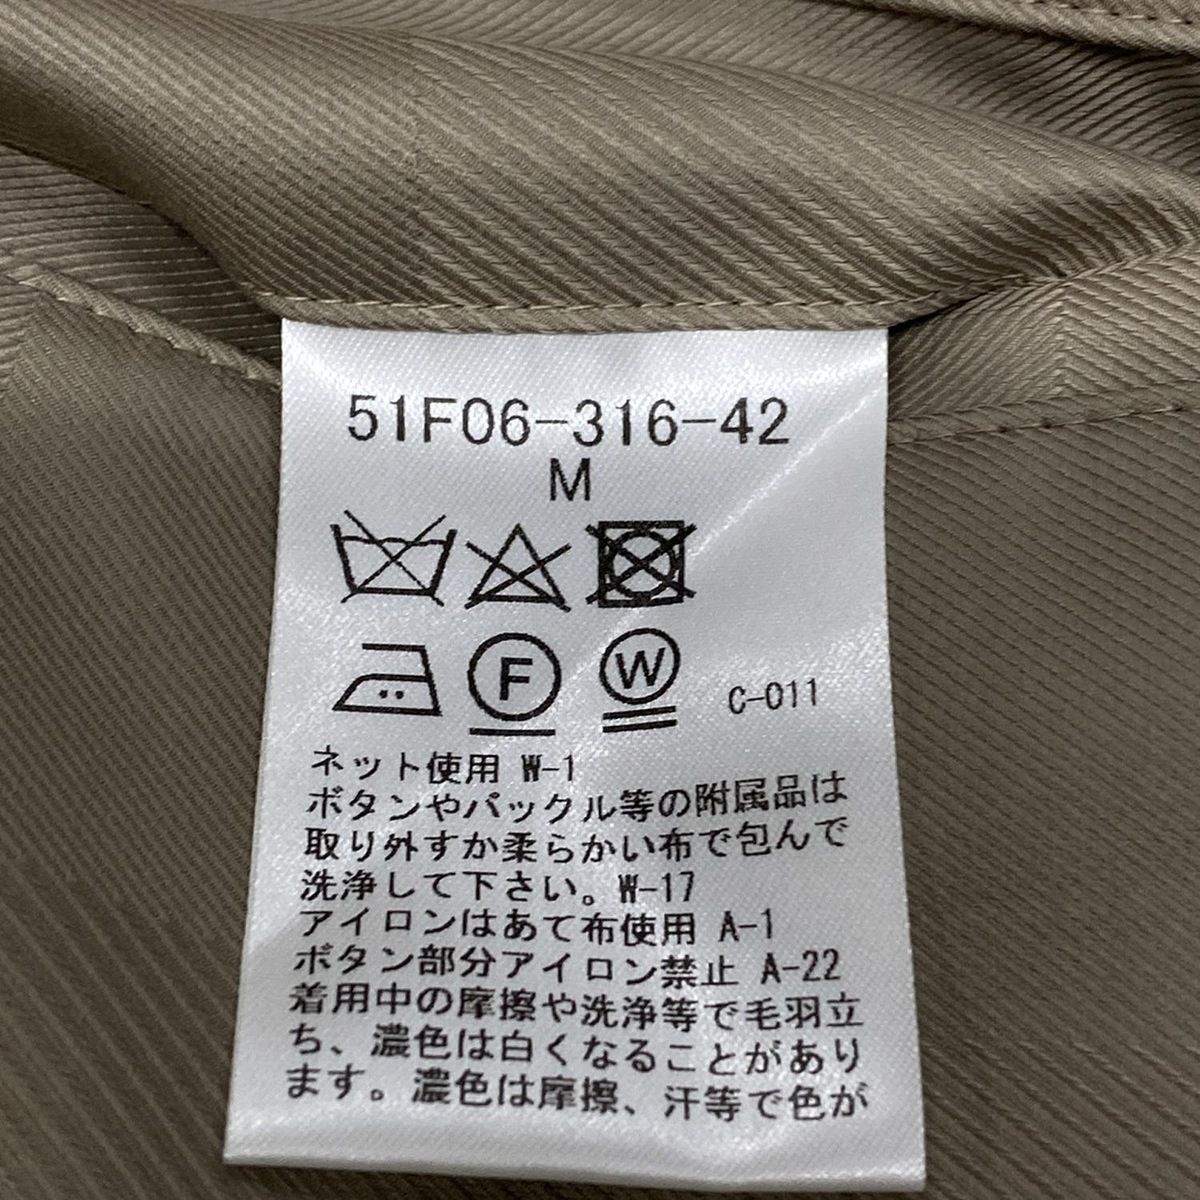 51F06-316-42
M
F
W
C-011
ネット使用 W-1
ボタンやバックル等の附属品は
取り外すか柔らかい布で包んで
洗浄して下さい。W-17
アイロンはあて布使用 A-1
ボタン部分アイロン禁止 A-22
着用中の摩擦や洗浄等で毛羽立
ち、濃色は白くなることがあり
ます。濃色は摩擦、汗等で色が